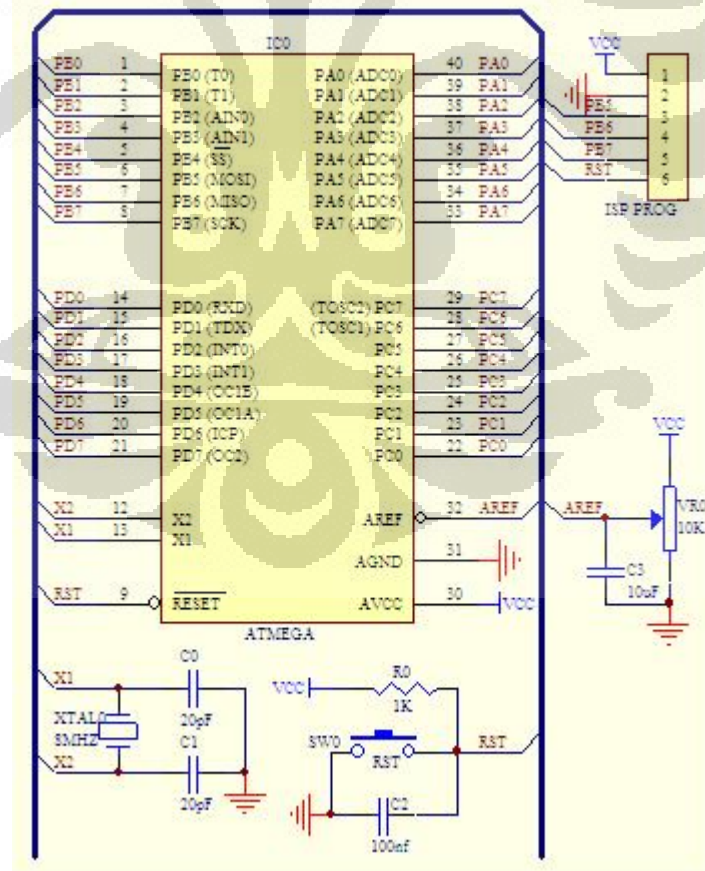 IC0
PB0 1 PB0 (T0) PA0 (ADC0) 40 PA0
PB1 2 PB1 (T1) PA1 (ADC1) 39 PA1
PB2 3 PB2 (AIN0) PA2 (ADC2) 38 PA2
PB3 4 PB3 (AIN1) PA3 (ADC3) 37 PA3
PB4 5 PB4 (SS) PA4 (ADC4) 36 PA4
PB5 6 PB5 (MOSI) PA5 (ADC5) 35 PA5
PB6 7 PB6 (MISO) PA6 (ADC6) 34 PA6
PB7 8 PB7 (SCK) PA7 (ADC7) 33 PA7
VCC
1
2
PB5 3
PB6 4
PB7 5
RST 6
ISP PROG
PD0 14 PD0 (RXD) (TOSC2) PC7 29 PC7
PD1 15 PD1 (TDX) (TOSC1) PC6 28 PC6
PD2 16 PD2 (INT0) PC5 27 PC5
PD3 17 PD3 (INT1) PC4 26 PC4
PD4 18 PD4 (OC1B) PC3 25 PC3
PD5 19 PD5 (OC1A) PC2 24 PC2
PD6 20 PD6 (ICP) PC1 23 PC1
PD7 21 PD7 (OC2) PC0 22 PC0
X2 12 X2 AREF 32 AREF
X1 13 X1
AGND 31
RST 9 RESET AVCC 30 VCC
ATMEGA
VCC
AREF
VR0
10K
C3
10uF
X1
C0
20pF
XTAL0
8MHZ
C1
X2
20pF
VCC
R0
1K
SW0
RST
RST
C2
100nf